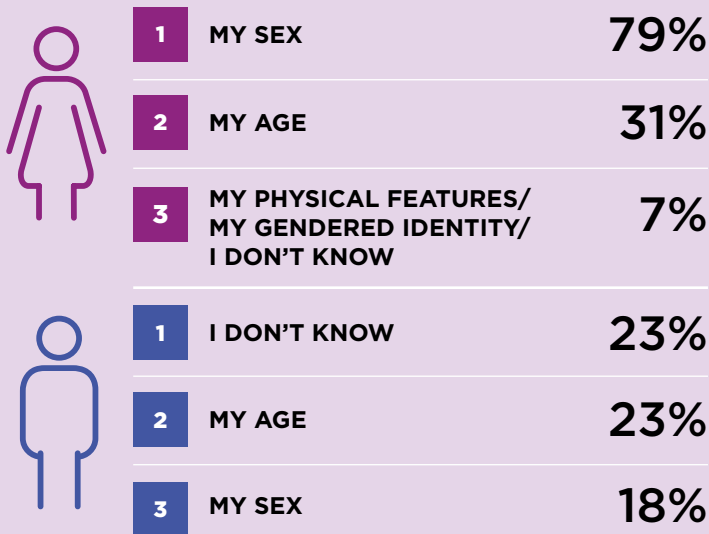 1 MY SEX 79%
2 MY AGE 31%
3 MY PHYSICAL FEATURES/
MY GENDERED IDENTITY/
I DON’T KNOW 7%
1 I DON’T KNOW 23%
2 MY AGE 23%
3 MY SEX 18%